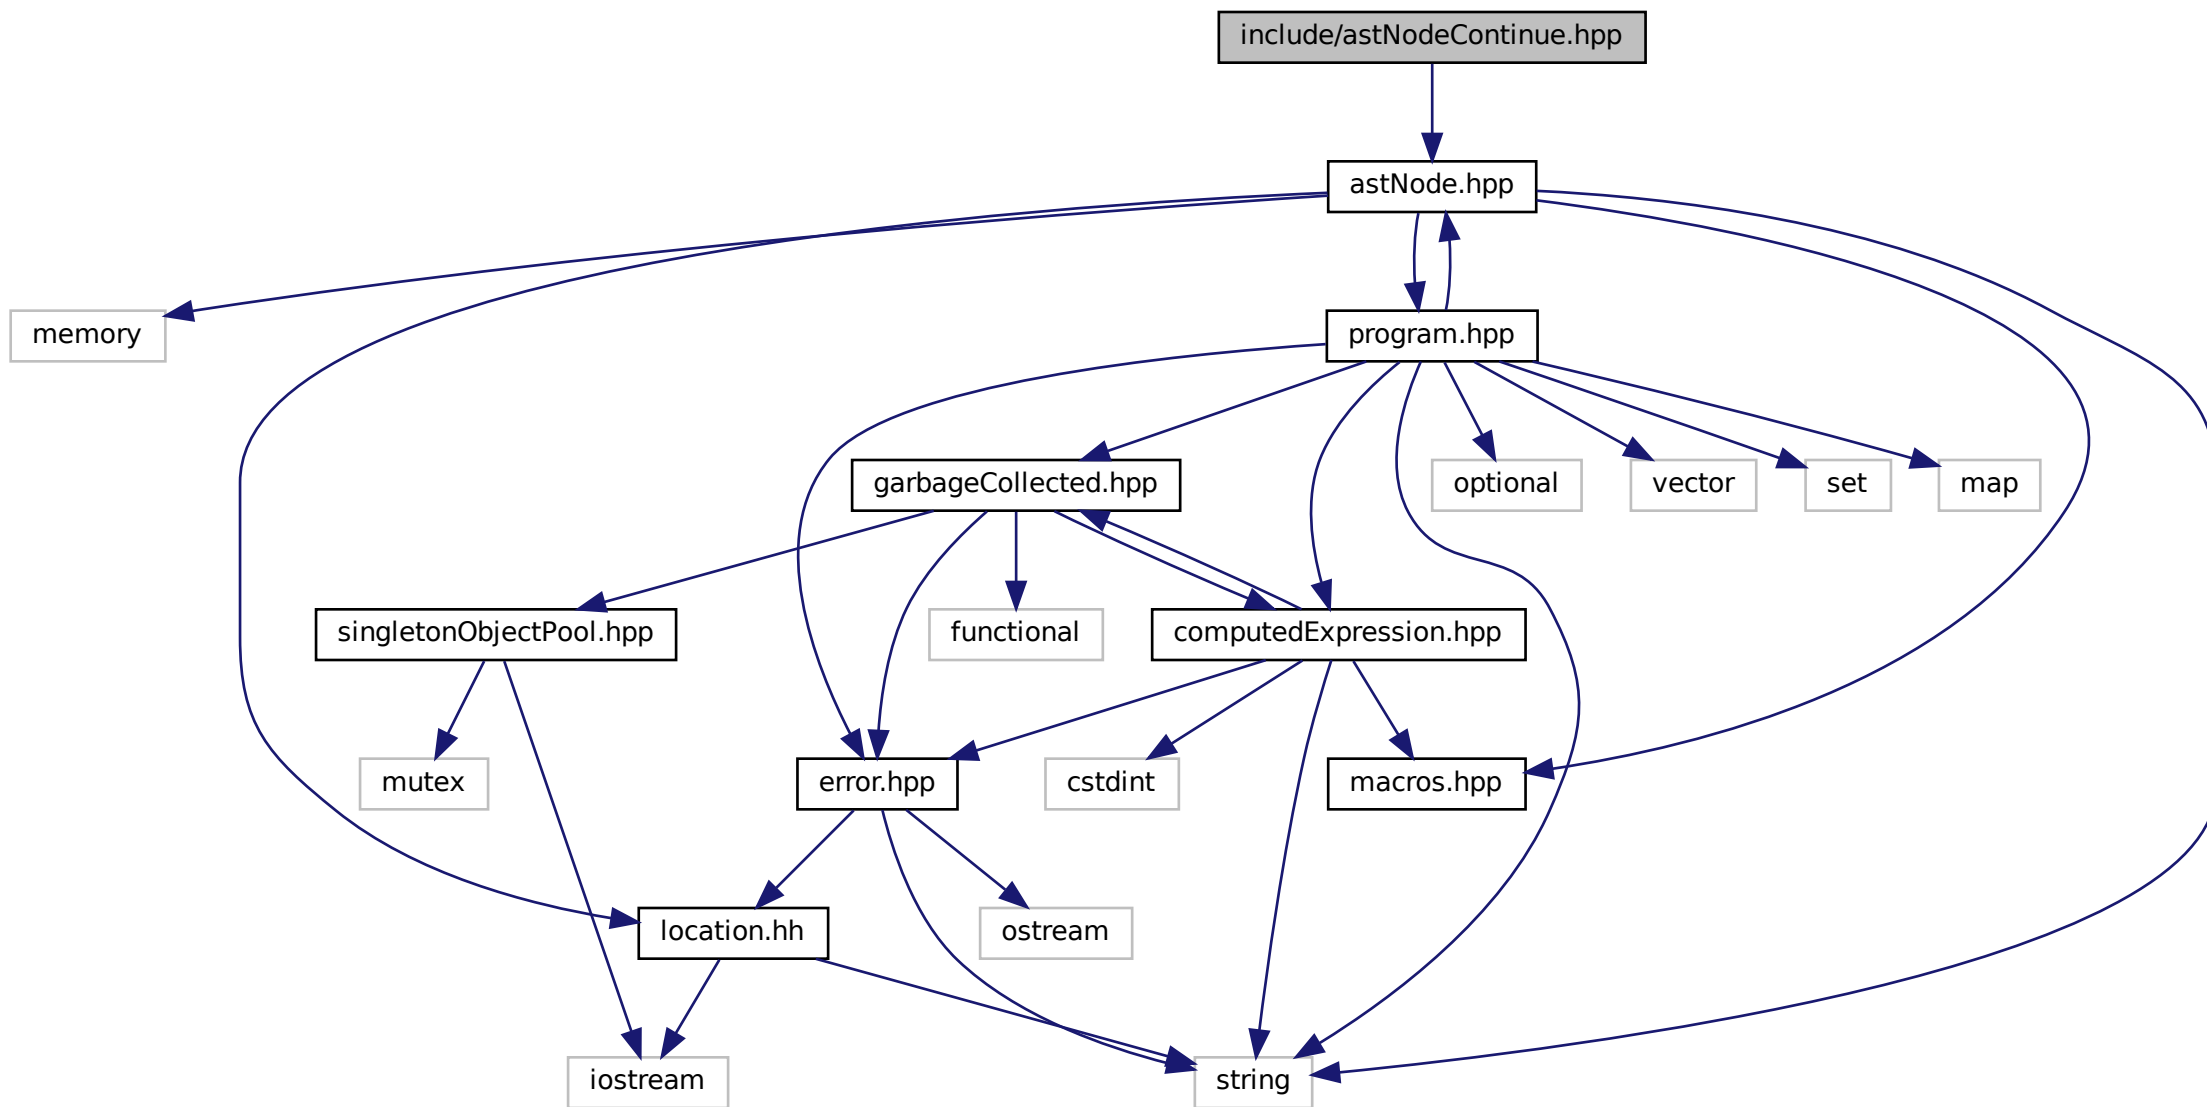 include/astNodeContinue.hpp
astNode.hpp
memory
program.hpp
garbageCollected.hpp
optional
vector
set
map
singletonObjectPool.hpp
functional
computedExpression.hpp
mutex
error.hpp
cstdint
macros.hpp
location.hh
ostream
iostream
string